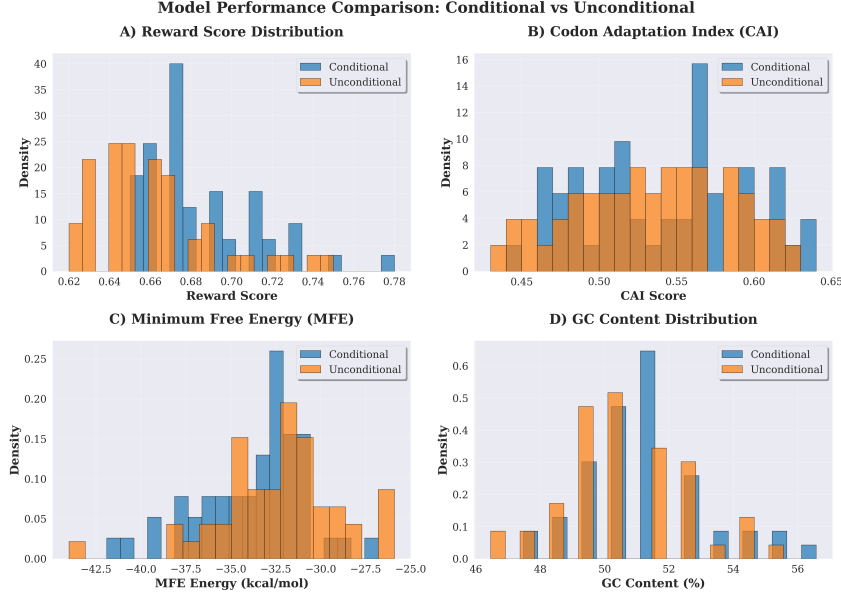 Model Performance Comparison: Conditional vs Unconditional
A) Reward Score Distribution
Density
40
35
30
25
20
15
10
5
0
Conditional
Unconditional
0.62 0.64 0.66 0.68 0.70 0.72 0.74 0.76 0.78
Reward Score
B) Codon Adaptation Index (CAI)
Density
16
14
12
10
8
6
4
2
0
Conditional
Unconditional
0.45 0.50 0.55 0.60 0.65
CAI Score
C) Minimum Free Energy (MFE)
Density
0.25
0.20
0.15
0.10
0.05
0.00
Conditional
Unconditional
−42.5 −40.0 −37.5 −35.0 −32.5 −30.0 −27.5 −25.0
MFE Energy (kcal/mol)
D) GC Content Distribution
Density
0.6
0.5
0.4
0.3
0.2
0.1
0.0
Conditional
Unconditional
46 48 50 52 54 56
GC Content (%)